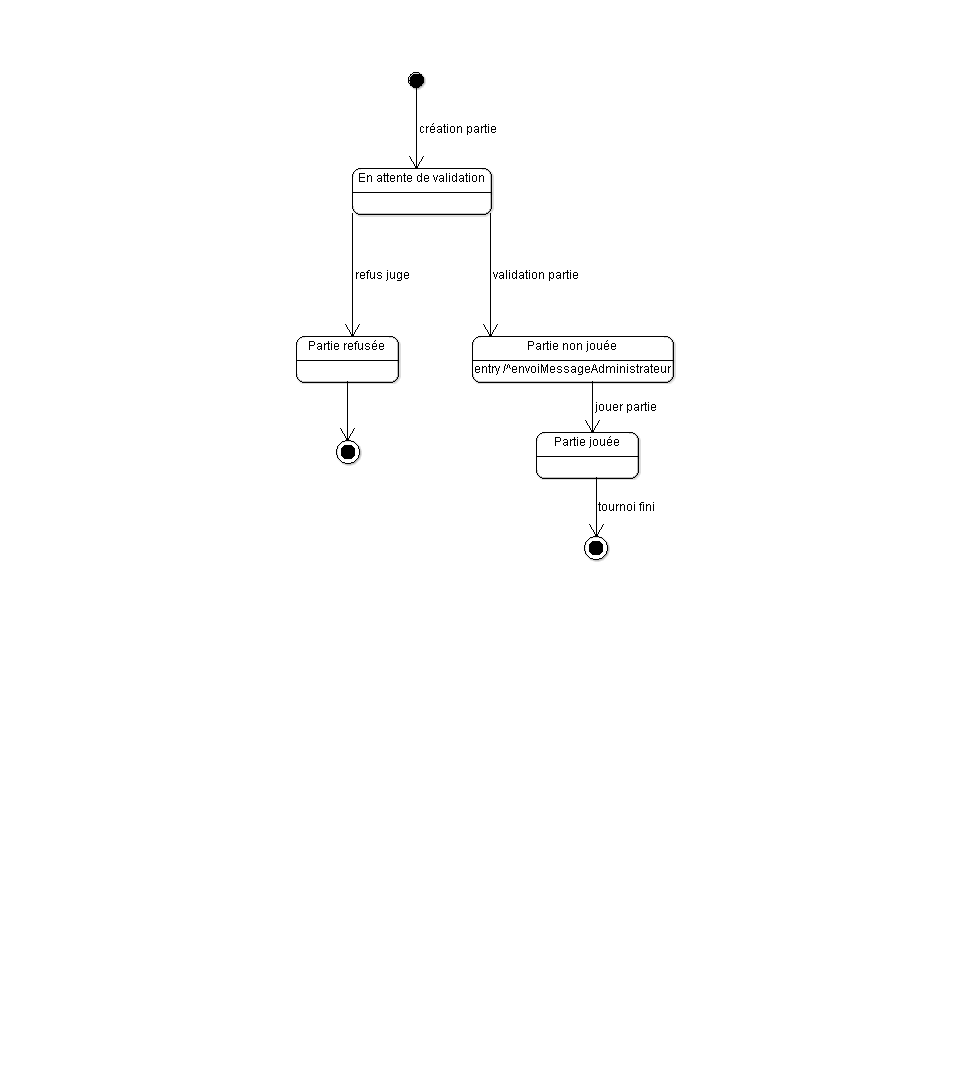 création partie
En attente de validation
refus juge
validation partie
Partie refusée
Partie non jouée
entry /^envoiMessageAdministrateur
jouer partie
Partie jouée
tournoi fini